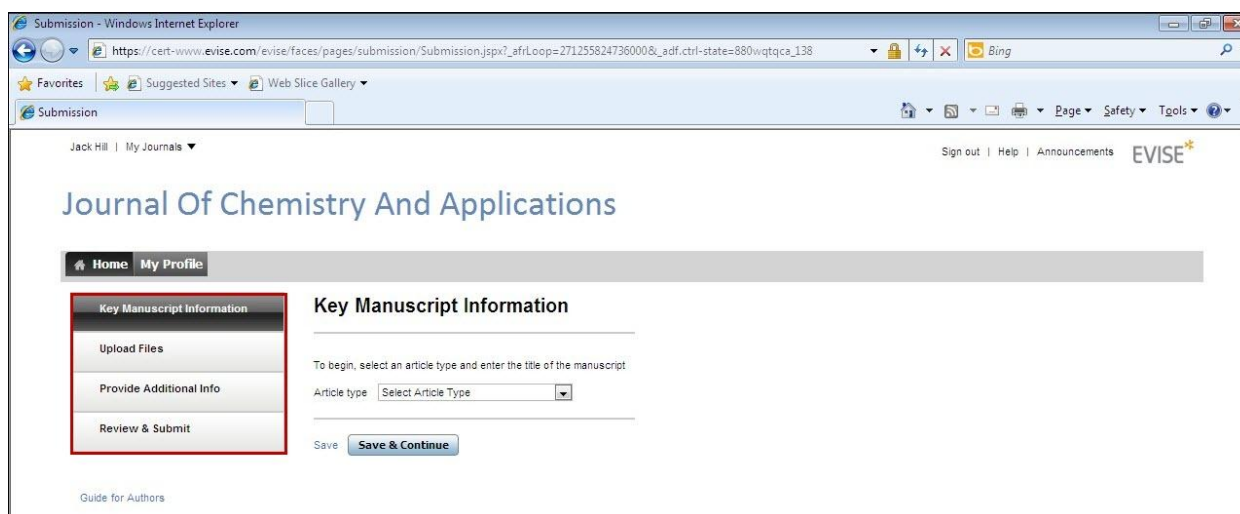 Submission - Windows Internet Explorer
https://cert-www.evise.com/evise/faces/pages/submission/Submission.jspx?_afrLoop=271255824736000&_adf.ctrl-state=880wqtqca_138
Bing
Favorites Suggested Sites Web Slice Gallery
Submission
Page Safety Tools
Jack Hill | My Journals
Sign out | Help | Announcements EVISE
Journal Of Chemistry And Applications
Home My Profile
Key Manuscript Information
Upload Files
Provide Additional Info
Review & Submit
Key Manuscript Information
To begin, select an article type and enter the title of the manuscript
Article type Select Article Type
Save Save & Continue
Guide for Authors